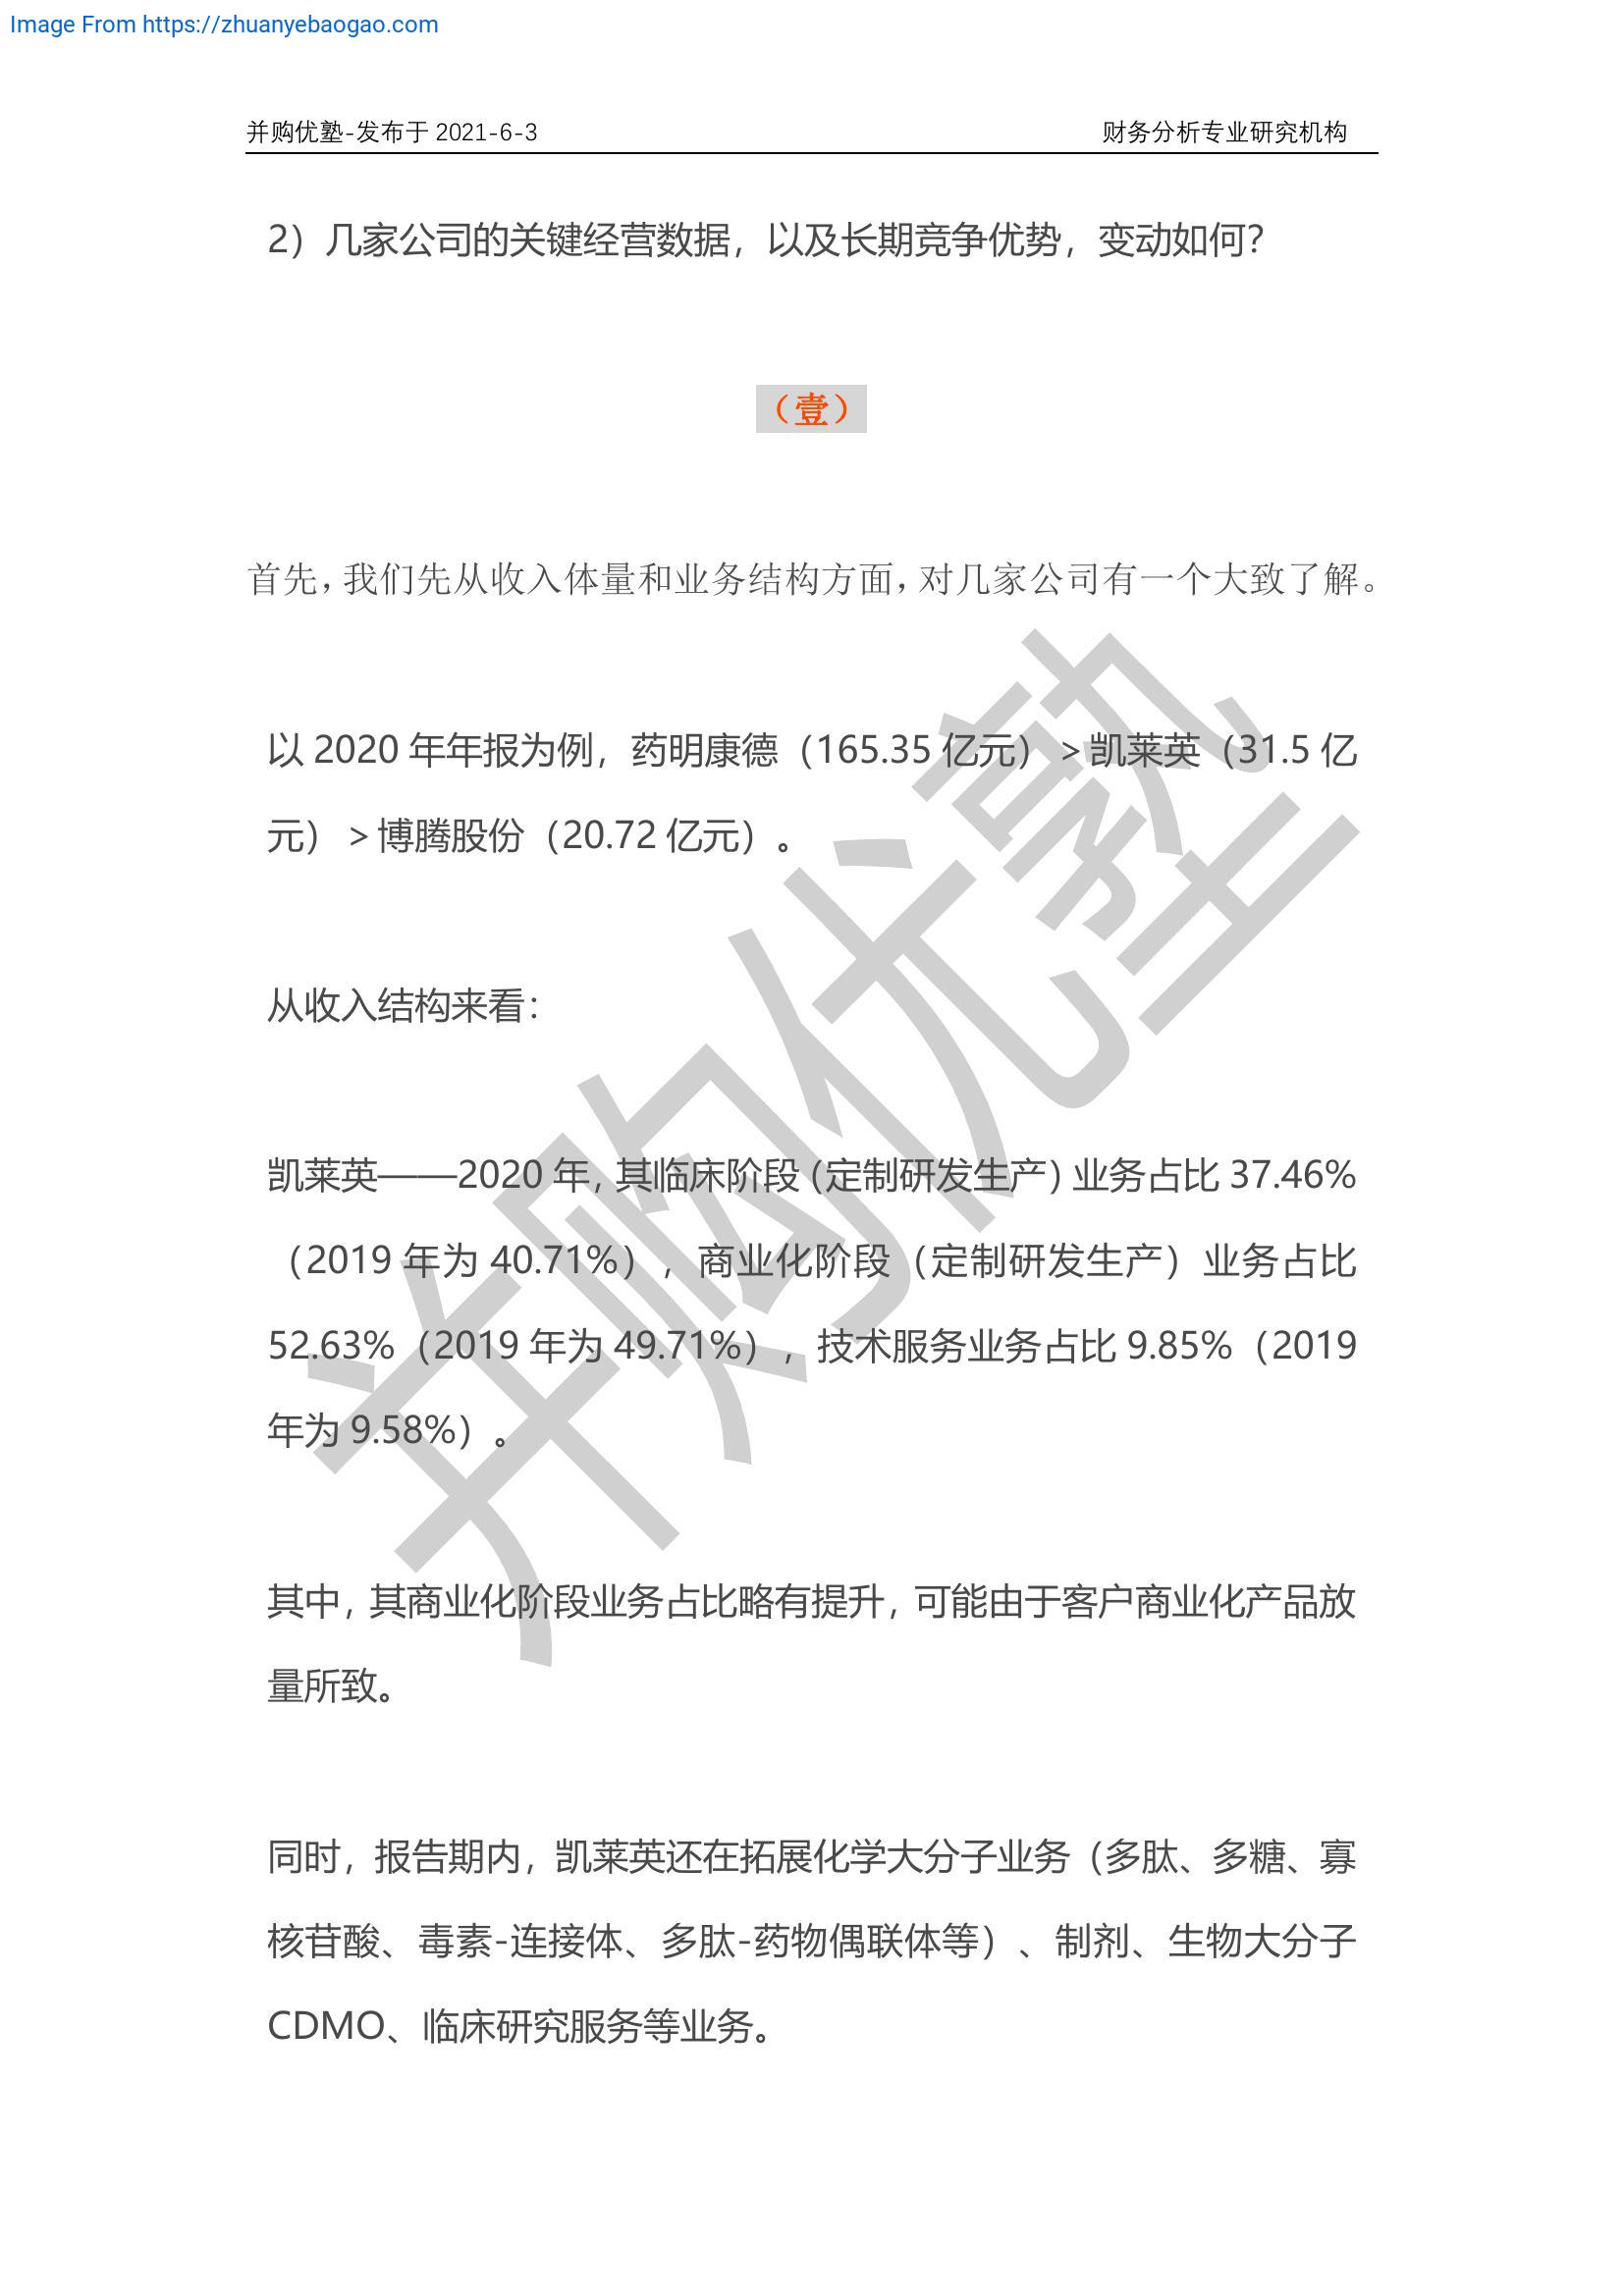 Image From https://zhuanyebaogao.com
并购优塾-发布于 2021-6-3 财务分析专业研究机构
2）几家公司的关键经营数据，以及长期竞争优势，变动如何？
（壹）
首先，我们先从收入体量和业务结构方面，对几家公司有一个大致了解。
以 2020 年年报为例，药明康德（165.35 亿元）＞凯莱英（31.5 亿
元）＞博腾股份（20.72 亿元）。
从收入结构来看：
凯莱英——2020 年，其临床阶段（定制研发生产）业务占比 37.46%
（2019 年为 40.71%），商业化阶段（定制研发生产）业务占比
52.63%（2019 年为 49.71%），技术服务业务占比 9.85%（2019
年为 9.58%）。
其中，其商业化阶段业务占比略有提升，可能由于客户商业化产品放
量所致。
同时，报告期内，凯莱英还在拓展化学大分子业务（多肽、多糖、寡
核苷酸、毒素-连接体、多肽-药物偶联体等）、制剂、生物大分子
CDMO、临床研究服务等业务。
并购优塾